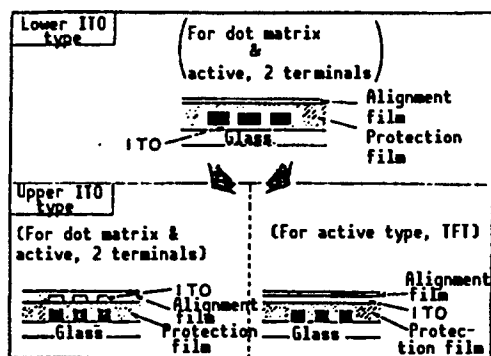 Lower ITO
type
(For dot matrix
&
active, 2 terminals)
Alignment
film
ITO
Glass
Protection
film
Upper ITO
type
(For dot matrix &
active, 2 terminals)
ITO
Alignment
film
Glass
Protection
film
(For active type, TFT)
Alignment
film
ITO
Glass
Protec-
tion film